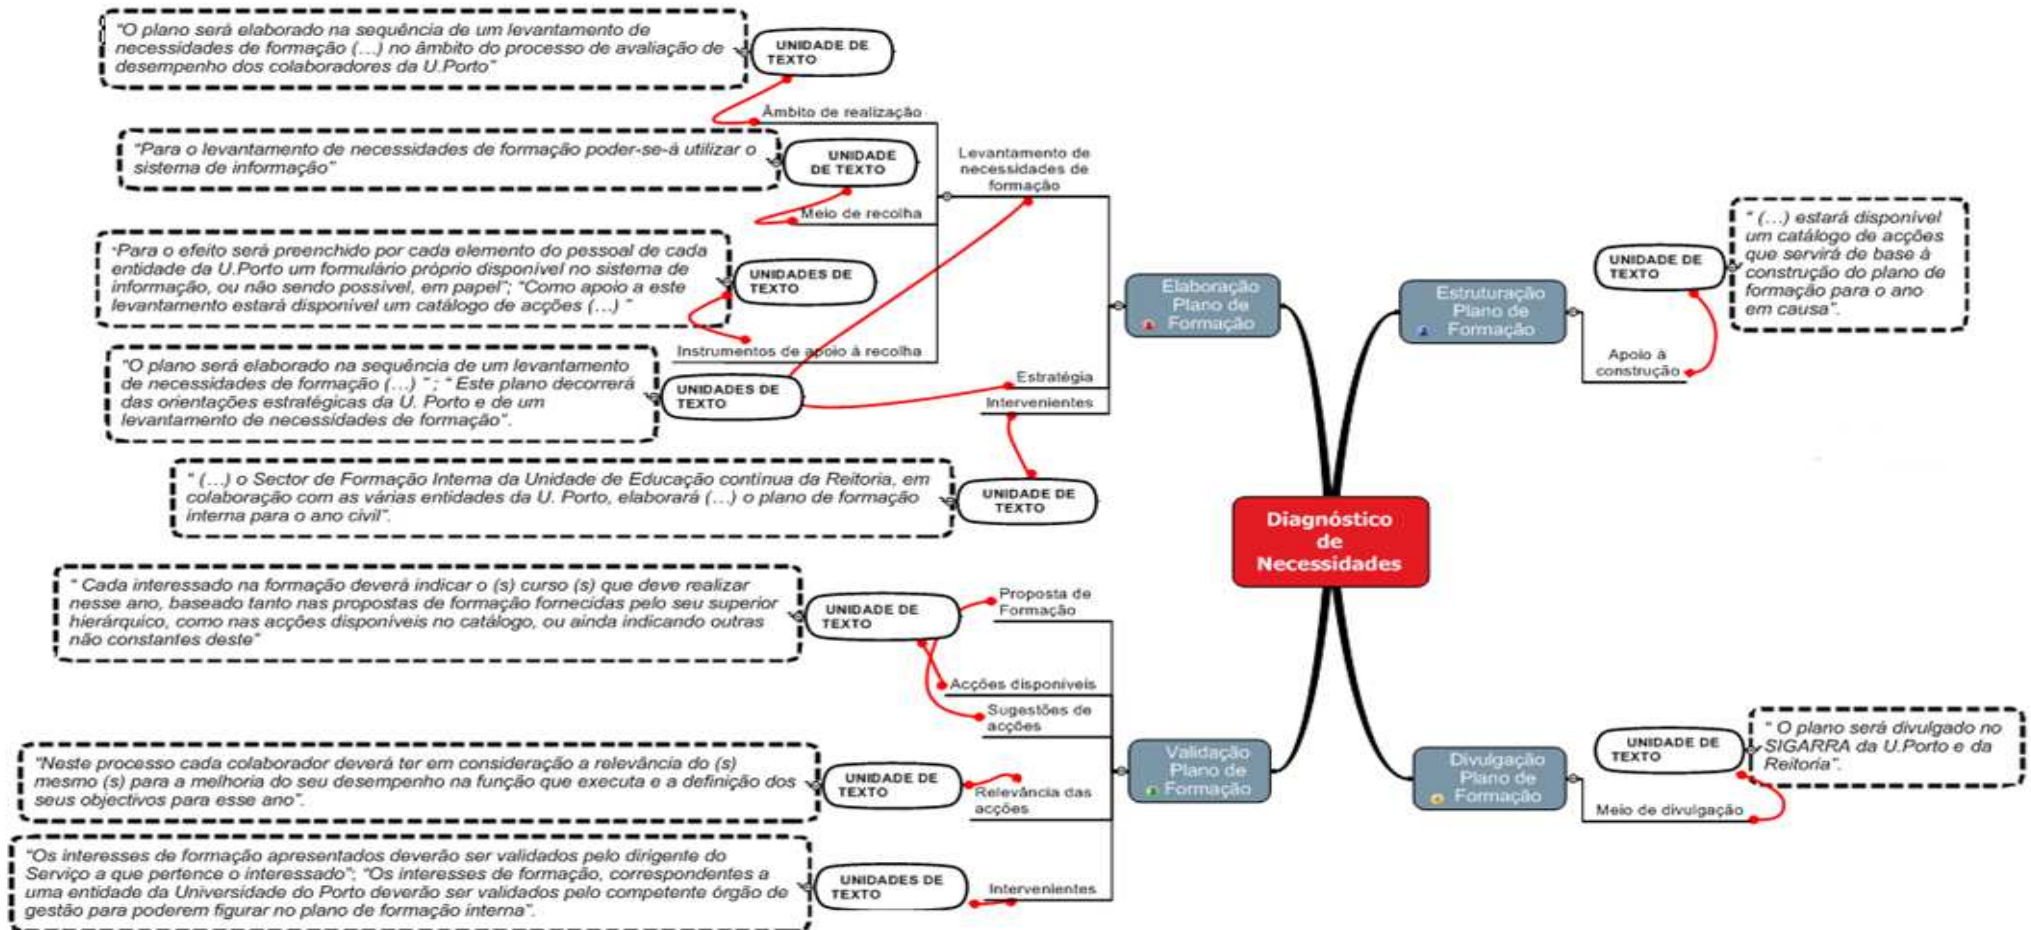 "O plano será elaborado na sequência de um levantamento de
necessidades de formação (...) no âmbito do processo de avaliação de
desempenho dos colaboradores da U.Porto"
UNIDADE DE
TEXTO
Âmbito de realização
"Para o levantamento de necessidades de formação poder-se-á utilizar o
sistema de informação"
UNIDADE
DE TEXTO
Meio de recolha
Levantamento de
necessidades de
formação
"Para o efeito será preenchido por cada elemento do pessoal de cada
entidade da U.Porto um formulário próprio disponível no sistema de
informação, ou não sendo possível, em papel"; "Como apoio a este
levantamento estará disponível um catálogo de acções (...) "
UNIDADES DE
TEXTO
Instrumentos de apoio à recolha
"O plano será elaborado na sequência de um levantamento
de necessidades de formação (...) " ; " Este plano decorrerá
das orientações estratégicas da U. Porto e de um
levantamento de necessidades de formação".
UNIDADES DE
TEXTO
Estratégia
Intervenientes
" (...) o Sector de Formação Interna da Unidade de Educação contínua da Reitoria, em
colaboração com as várias entidades da U. Porto, elaborará (...) o plano de formação
interna para o ano civil".
UNIDADE DE
TEXTO
Elaboração
Plano de
Formação
Estruturação
Plano de
Formação
UNIDADE DE
TEXTO
" (...) estará disponível
um catálogo de acções
que servirá de base à
construção do plano de
formação para o ano
em causa".
Apoio à
construção
Diagnóstico
de
Necessidades
" Cada interessado na formação deverá indicar o (s) curso (s) que deve realizar
nesse ano, baseado tanto nas propostas de formação fornecidas pelo seu superior
hierárquico, como nas acções disponíveis no catálogo, ou ainda indicando outras
não constantes deste"
UNIDADE DE
TEXTO
Proposta de
Formação
Acções disponíveis
Sugestões de
acções
"Neste processo cada colaborador deverá ter em consideração a relevância do (s)
mesmo (s) para a melhoria do seu desempenho na função que executa e a definição dos
seus objectivos para esse ano".
UNIDADE DE
TEXTO
Relevância das
acções
"Os interesses de formação apresentados deverão ser validados pelo dirigente do
Serviço a que pertence o interessado"; "Os interesses de formação, correspondentes a
uma entidade da Universidade do Porto deverão ser validados pelo competente órgão de
gestão para poderem figurar no plano de formação interna".
UNIDADES DE
TEXTO
Intervenientes
Validação
Plano de
Formação
Divulgação
Plano de
Formação
UNIDADE DE
TEXTO
" O plano será divulgado no
SIGARRA da U.Porto e da
Reitoria".
Meio de divulgação